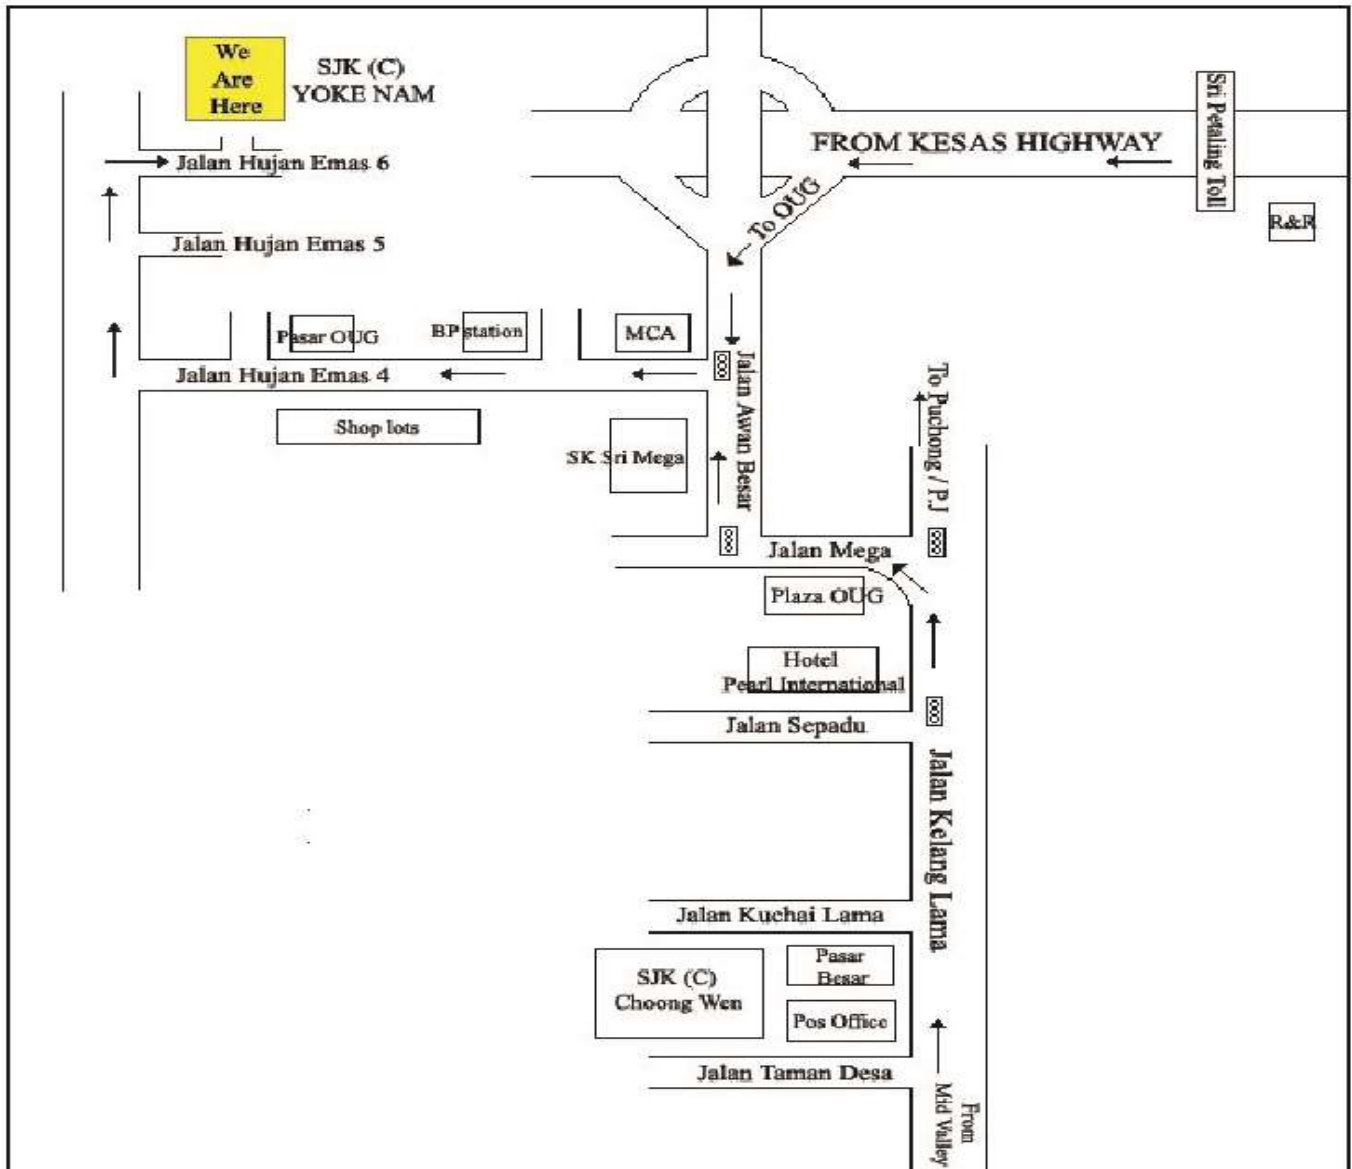 We
Are
Here
SJK (C)
YOKE NAM
Jalan Hujan Emas 6
FROM KESAS HIGHWAY
Sri Petaling Toll
R&R
To OUG
Jalan Hujan Emas 5
Pasar OUG
BP station
MCA
Jalan Hujan Emas 4
Jalan Awan Besar
To Puchong / PJ
Shop lots
SK Sri Mega
Jalan Mega
Plaza OUG
Hotel
Pearl International
Jalan Sepadu
Jalan Kelang Lama
Jalan Kuchai Lama
SJK (C)
Choong Wen
Pasar
Besar
Pos Office
Jalan Taman Desa
From
Mid Valley